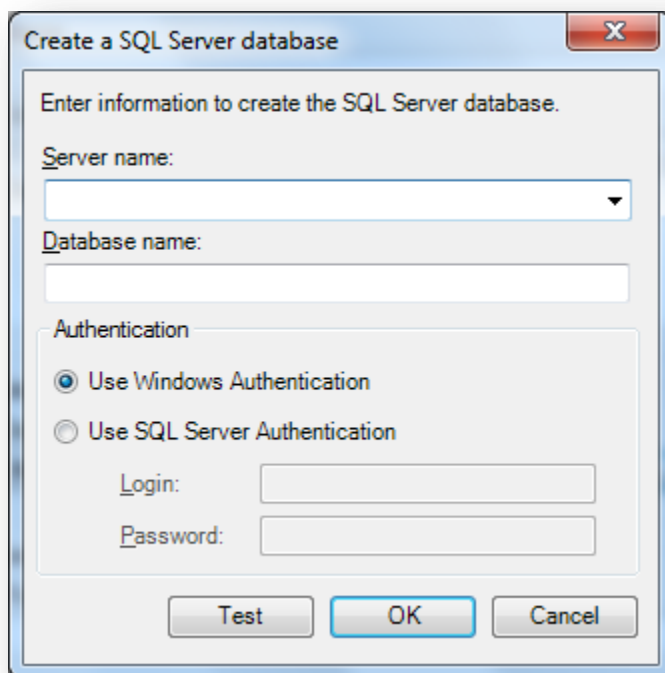 Create a SQL Server database
Enter information to create the SQL Server database.
Server name:
Database name:
Authentication
Use Windows Authentication
Use SQL Server Authentication
Login:
Password:
Test OK Cancel